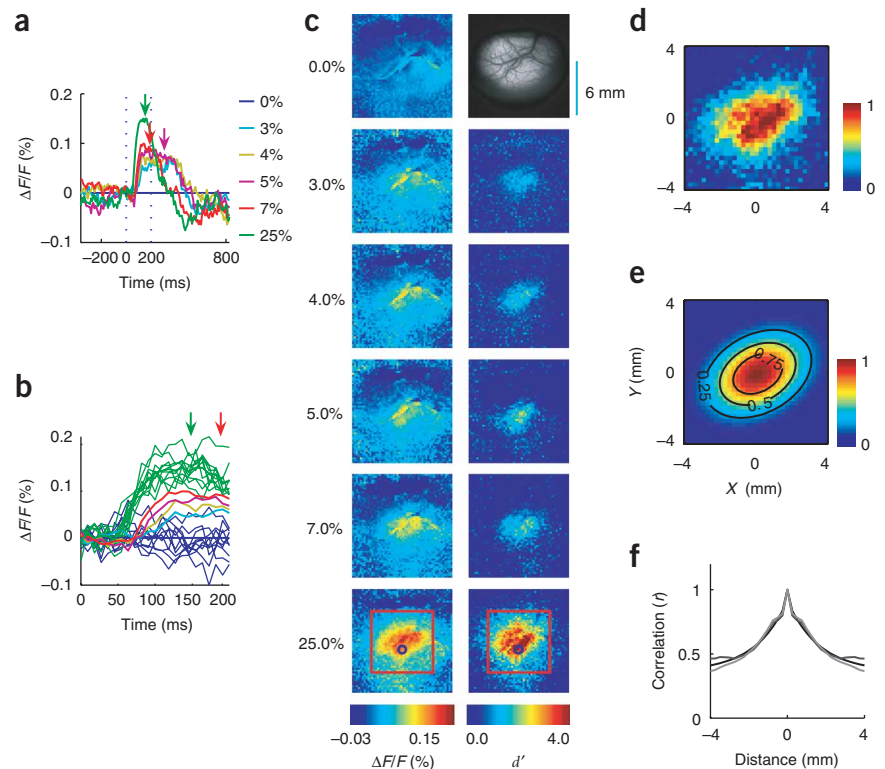 a
0.2
0.1
0
–0.1
ΔF/F (%)
–200 0 200 800
Time (ms)
0%
3%
4%
5%
7%
25%
b
0.2
0.1
0
–0.1
ΔF/F (%)
0 50 100 150 200
Time (ms)
c
0.0%
3.0%
4.0%
5.0%
7.0%
25.0%
6 mm
–0.03 0.15
ΔF/F (%)
0.0 4.0
d′
d
4
0
–4
–4 0 4
1
0
e
4
0
–4
Y (mm)
0.75
0.5
0.25
–4 0 4
X (mm)
1
0
f
1
0.5
0
Correlation (r)
–4 –2 0 2 4
Distance (mm)